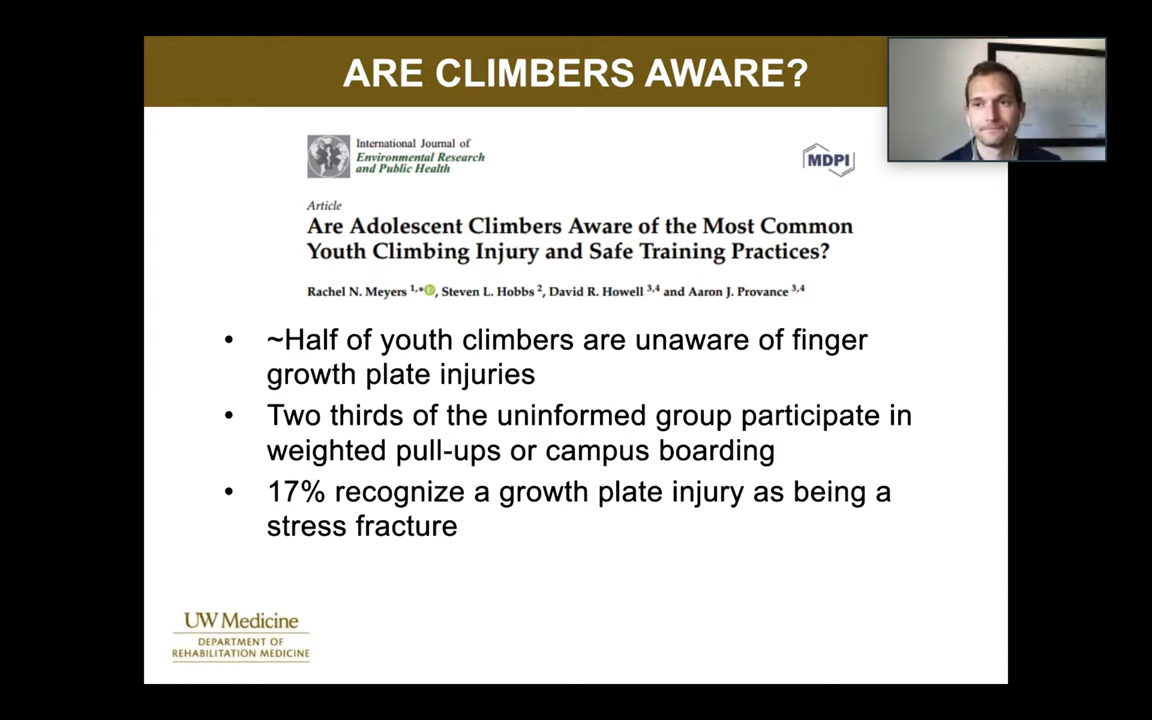 ARE CLIMBERS AWARE?
International Journal of
Environmental Research
and Public Health
MDPI
Article
Are Adolescent Climbers Aware of the Most Common
Youth Climbing Injury and Safe Training Practices?
Rachel N. Meyers 1,*, Steven L. Hobbs 2, David R. Howell 3,4 and Aaron J. Provance 3,4
• ~Half of youth climbers are unaware of finger
growth plate injuries
• Two thirds of the uninformed group participate in
weighted pull-ups or campus boarding
• 17% recognize a growth plate injury as being a
stress fracture
UW Medicine
DEPARTMENT OF
REHABILITATION MEDICINE